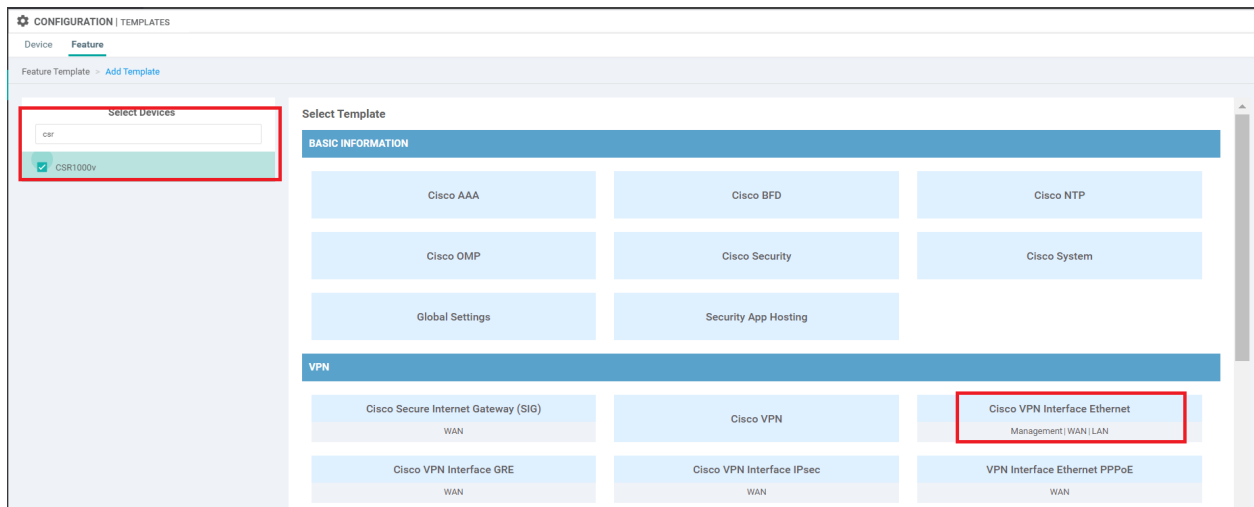 CONFIGURATION | TEMPLATES
Device Feature
Feature Template > Add Template
Select Devices
csr
CSR1000v
Select Template
BASIC INFORMATION
Cisco AAA
Cisco BFD
Cisco NTP
Cisco OMP
Cisco Security
Cisco System
Global Settings
Security App Hosting
VPN
Cisco Secure Internet Gateway (SIG)
WAN
Cisco VPN
Cisco VPN Interface Ethernet
Management | WAN | LAN
Cisco VPN Interface GRE
WAN
Cisco VPN Interface IPsec
WAN
VPN Interface Ethernet PPPoE
WAN